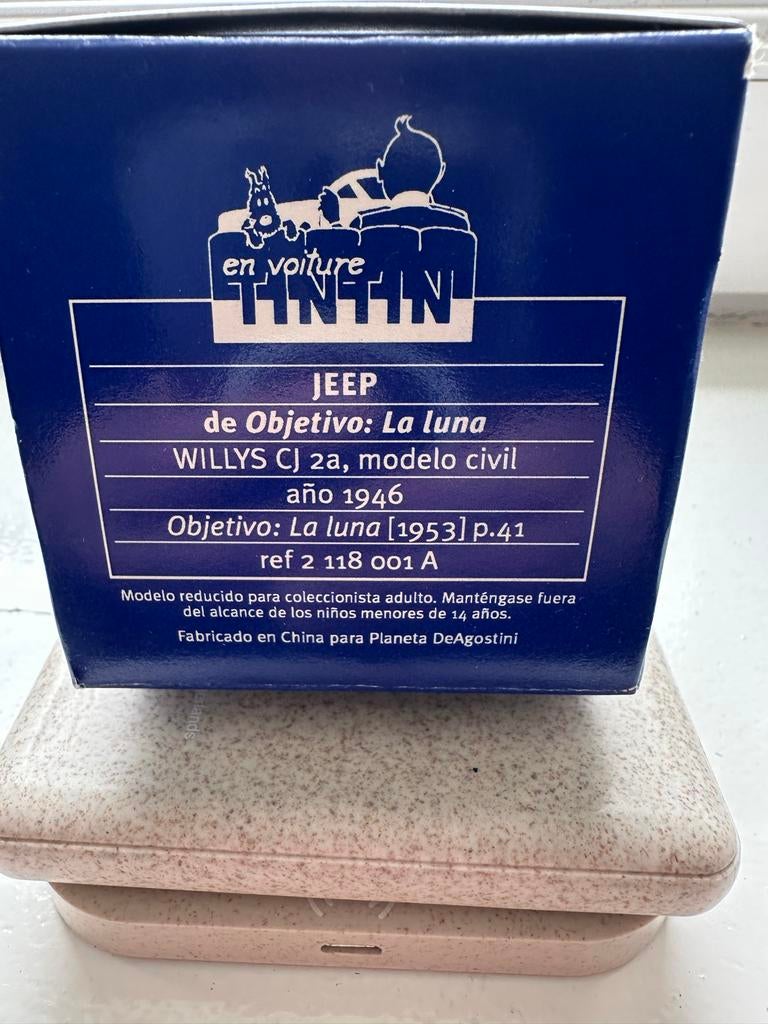 en voiture
TINTIN
JEEP
de Objetivo: La luna
WILLYS CJ 2a, modelo civil
año 1946
Objetivo: La luna [1953] p.41
ref 2 118 001 A
Modelo reducido para coleccionista adulto. Manténgase fuera
del alcance de los niños menores de 14 años.
Fabricado en China para Planeta DeAgostini